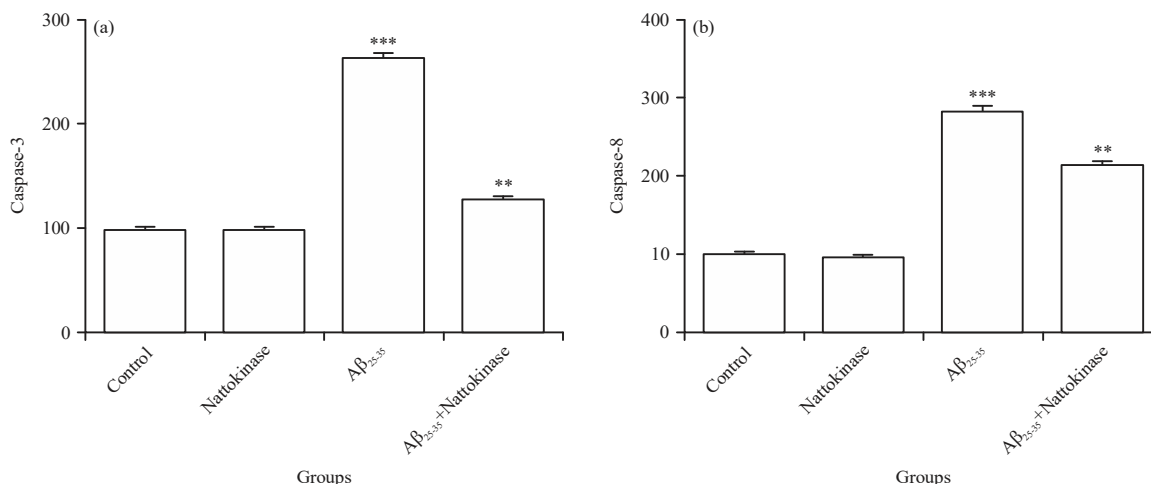 (a)
300
200
100
0
Caspase-3
***
**
Control
Nattokinase
Aβ25-35
Aβ25-35+Nattokinase
Groups
(b)
400
300
200
10
0
Caspase-8
***
**
Control
Nattokinase
Aβ25-35
Aβ25-35+Nattokinase
Groups